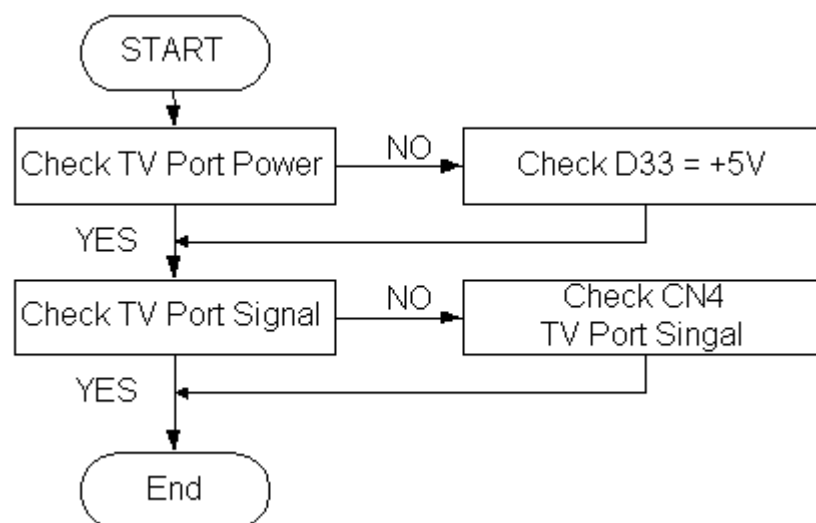 START
Check TV Port Power
NO
Check D33 = +5V
YES
Check TV Port Signal
NO
Check CN4
TV Port Singal
YES
End